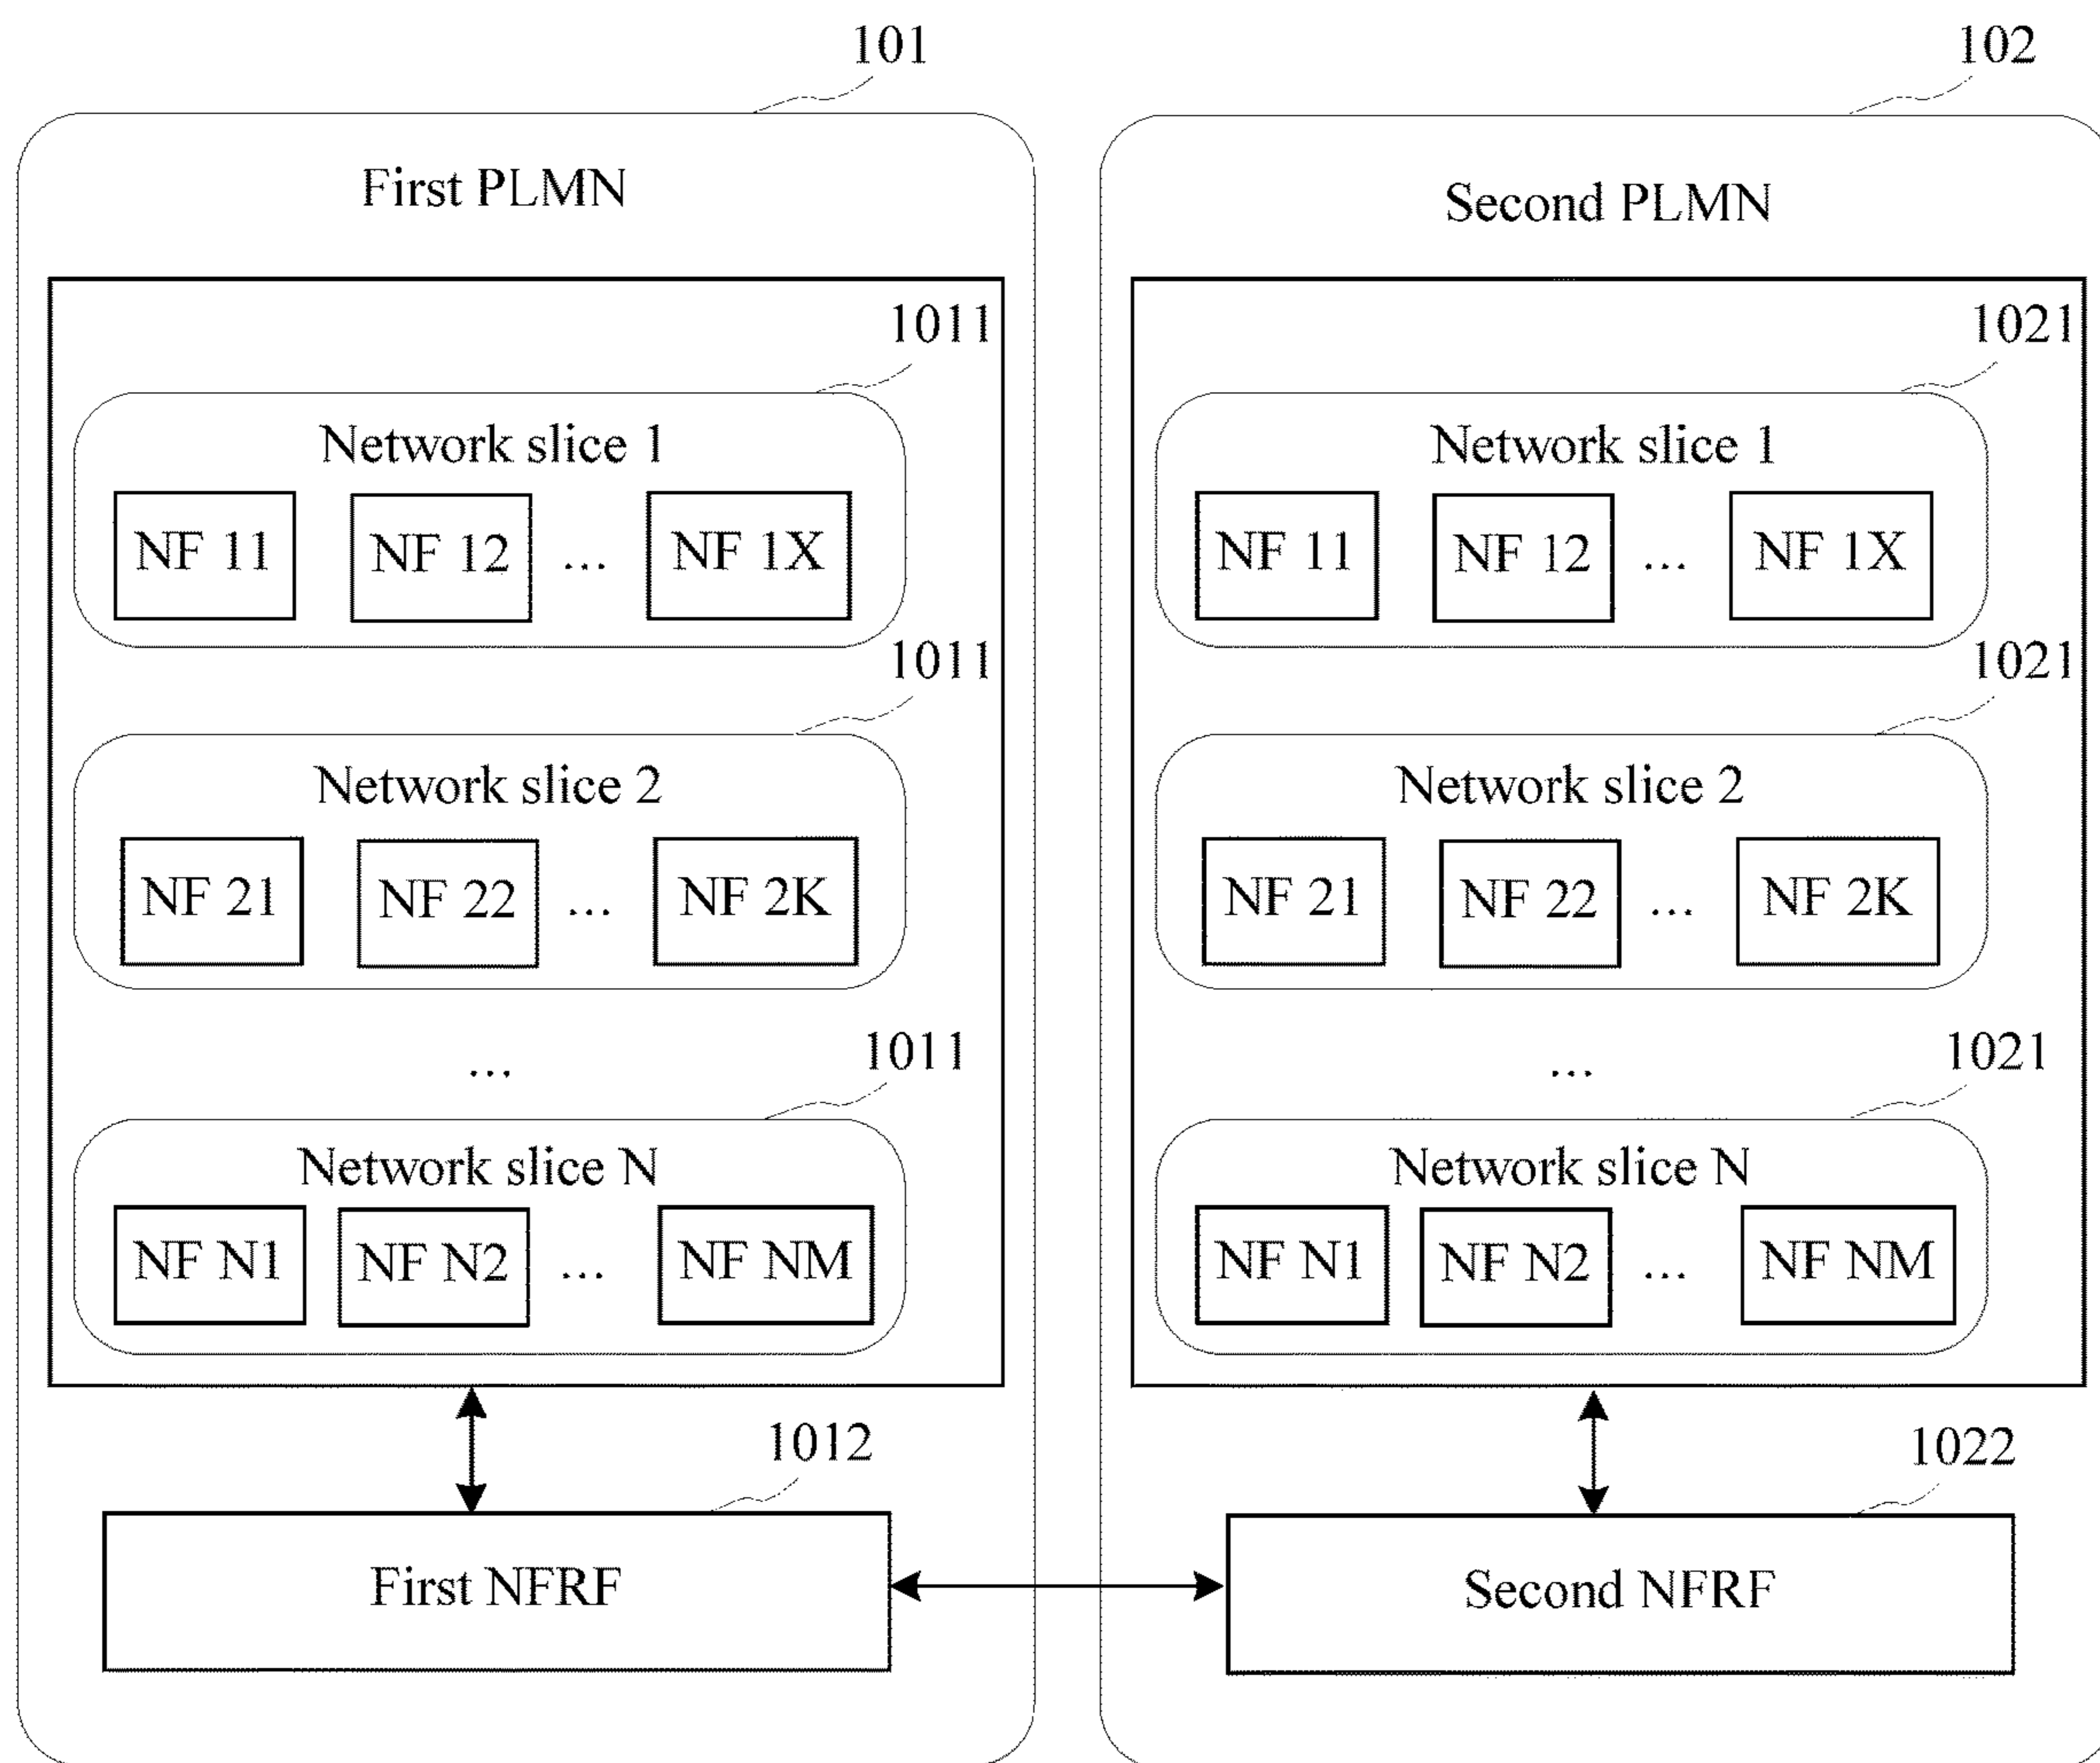 101
First PLMN
1011
Network slice 1
NF 11 NF 12 ... NF 1X
1011
Network slice 2
NF 21 NF 22 ... NF 2K
...
1011
Network slice N
NF N1 NF N2 ... NF NM
1012
First NFRF
102
Second PLMN
1021
Network slice 1
NF 11 NF 12 ... NF 1X
1021
Network slice 2
NF 21 NF 22 ... NF 2K
...
1021
Network slice N
NF N1 NF N2 ... NF NM
1022
Second NFRF